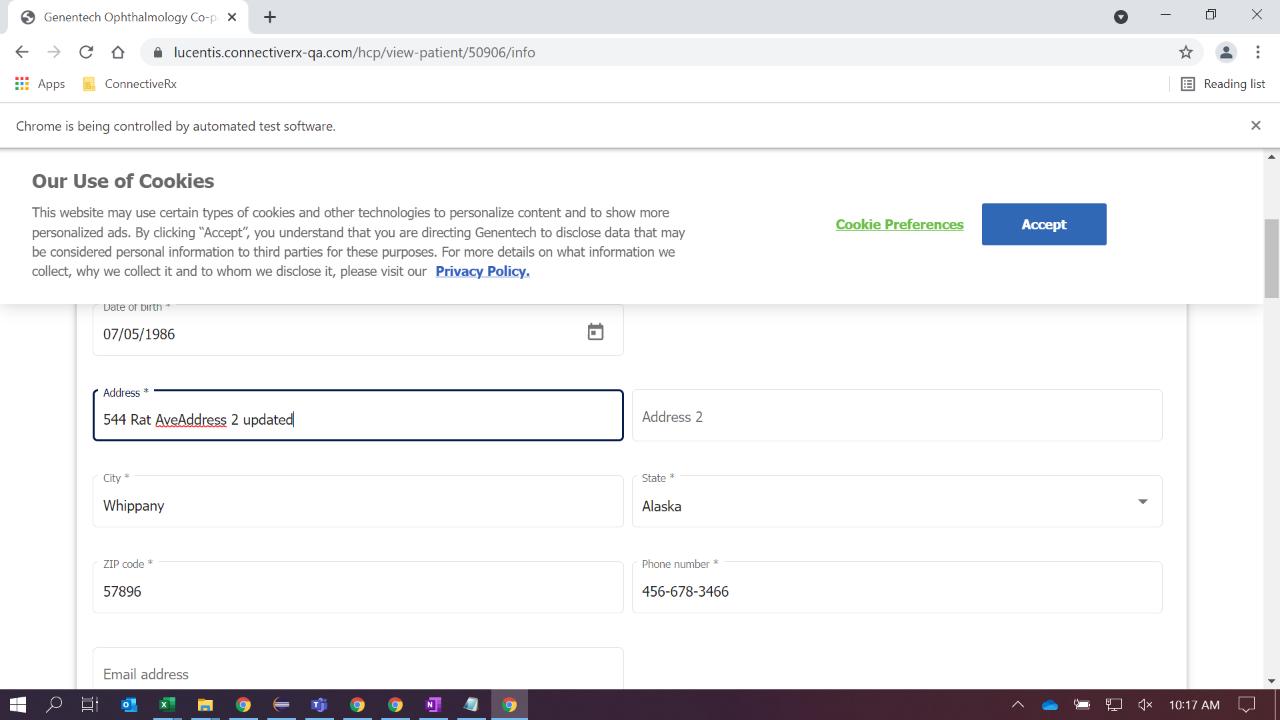 Genentech Ophthalmology Co-p
lucentis.connectiverx-qa.com/hcp/view-patient/50906/info
Apps
ConnectiveRx
Reading list
Chrome is being controlled by automated test software.
Our Use of Cookies
This website may use certain types of cookies and other technologies to personalize content and to show more
personalized ads. By clicking “Accept”, you understand that you are directing Genentech to disclose data that may
be considered personal information to third parties for these purposes. For more details on what information we
collect, why we collect it and to whom we disclose it, please visit our Privacy Policy.
Cookie Preferences
Accept
Date of birth *
07/05/1986
Address *
544 Rat AveAddress 2 updated
Address 2
City *
Whippany
State *
Alaska
ZIP code *
57896
Phone number *
456-678-3466
Email address
10:17 AM